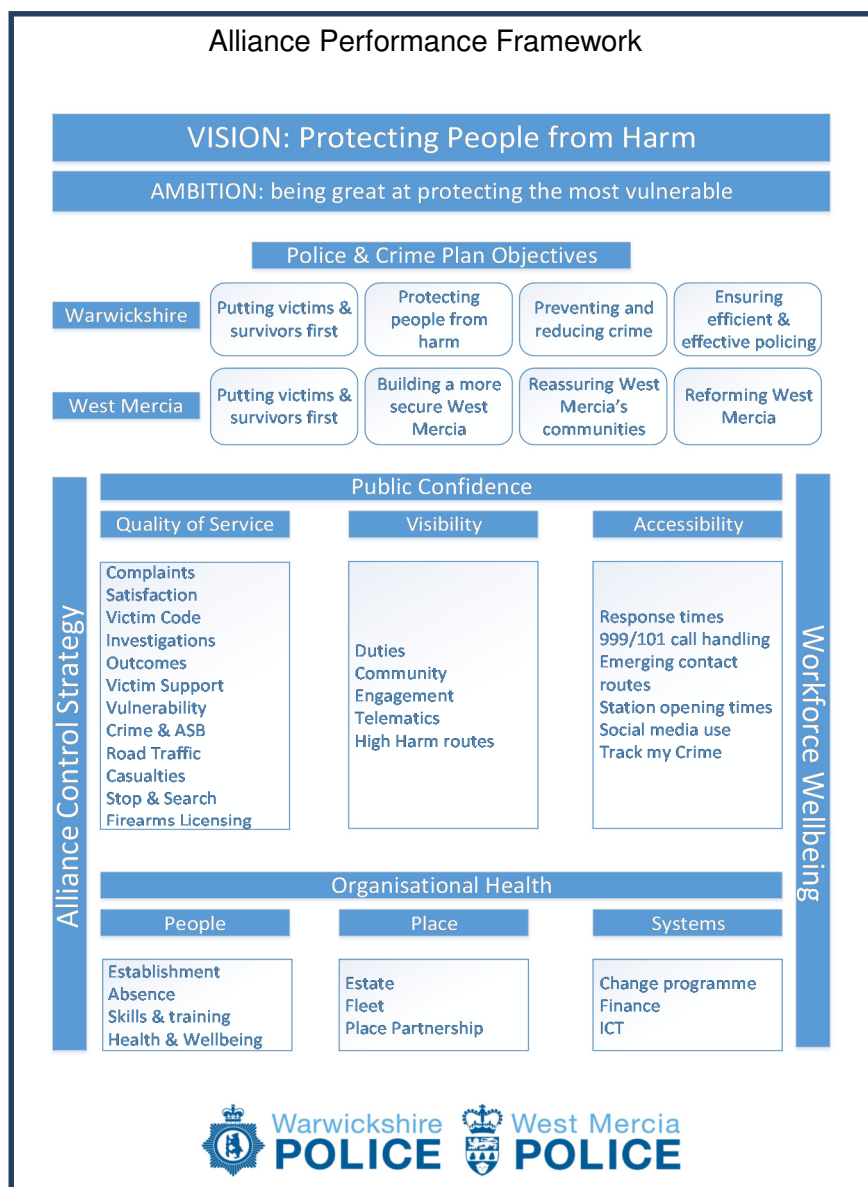 Alliance Performance Framework
VISION: Protecting People from Harm
AMBITION: being great at protecting the most vulnerable
Police & Crime Plan Objectives
Warwickshire
Putting victims &
survivors first
Protecting
people from
harm
Preventing and
reducing crime
Ensuring
efficient &
effective policing
West Mercia
Putting victims &
survivors first
Building a more
secure West
Mercia
Reassuring West
Mercia's
communities
Reforming West
Mercia
Alliance Control Strategy
Public Confidence
Quality of Service
Complaints
Satisfaction
Victim Code
Investigations
Outcomes
Victim Support
Vulnerability
Crime & ASB
Road Traffic
Casualties
Stop & Search
Firearms Licensing
Visibility
Duties
Community
Engagement
Telematics
High Harm routes
Accessibility
Response times
999/101 call handling
Emerging contact
routes
Station opening times
Social media use
Track my Crime
Organisational Health
People
Establishment
Absence
Skills & training
Health & Wellbeing
Place
Estate
Fleet
Place Partnership
Systems
Change programme
Finance
ICT
Workforce Wellbeing
Warwickshire
POLICE
West Mercia
POLICE